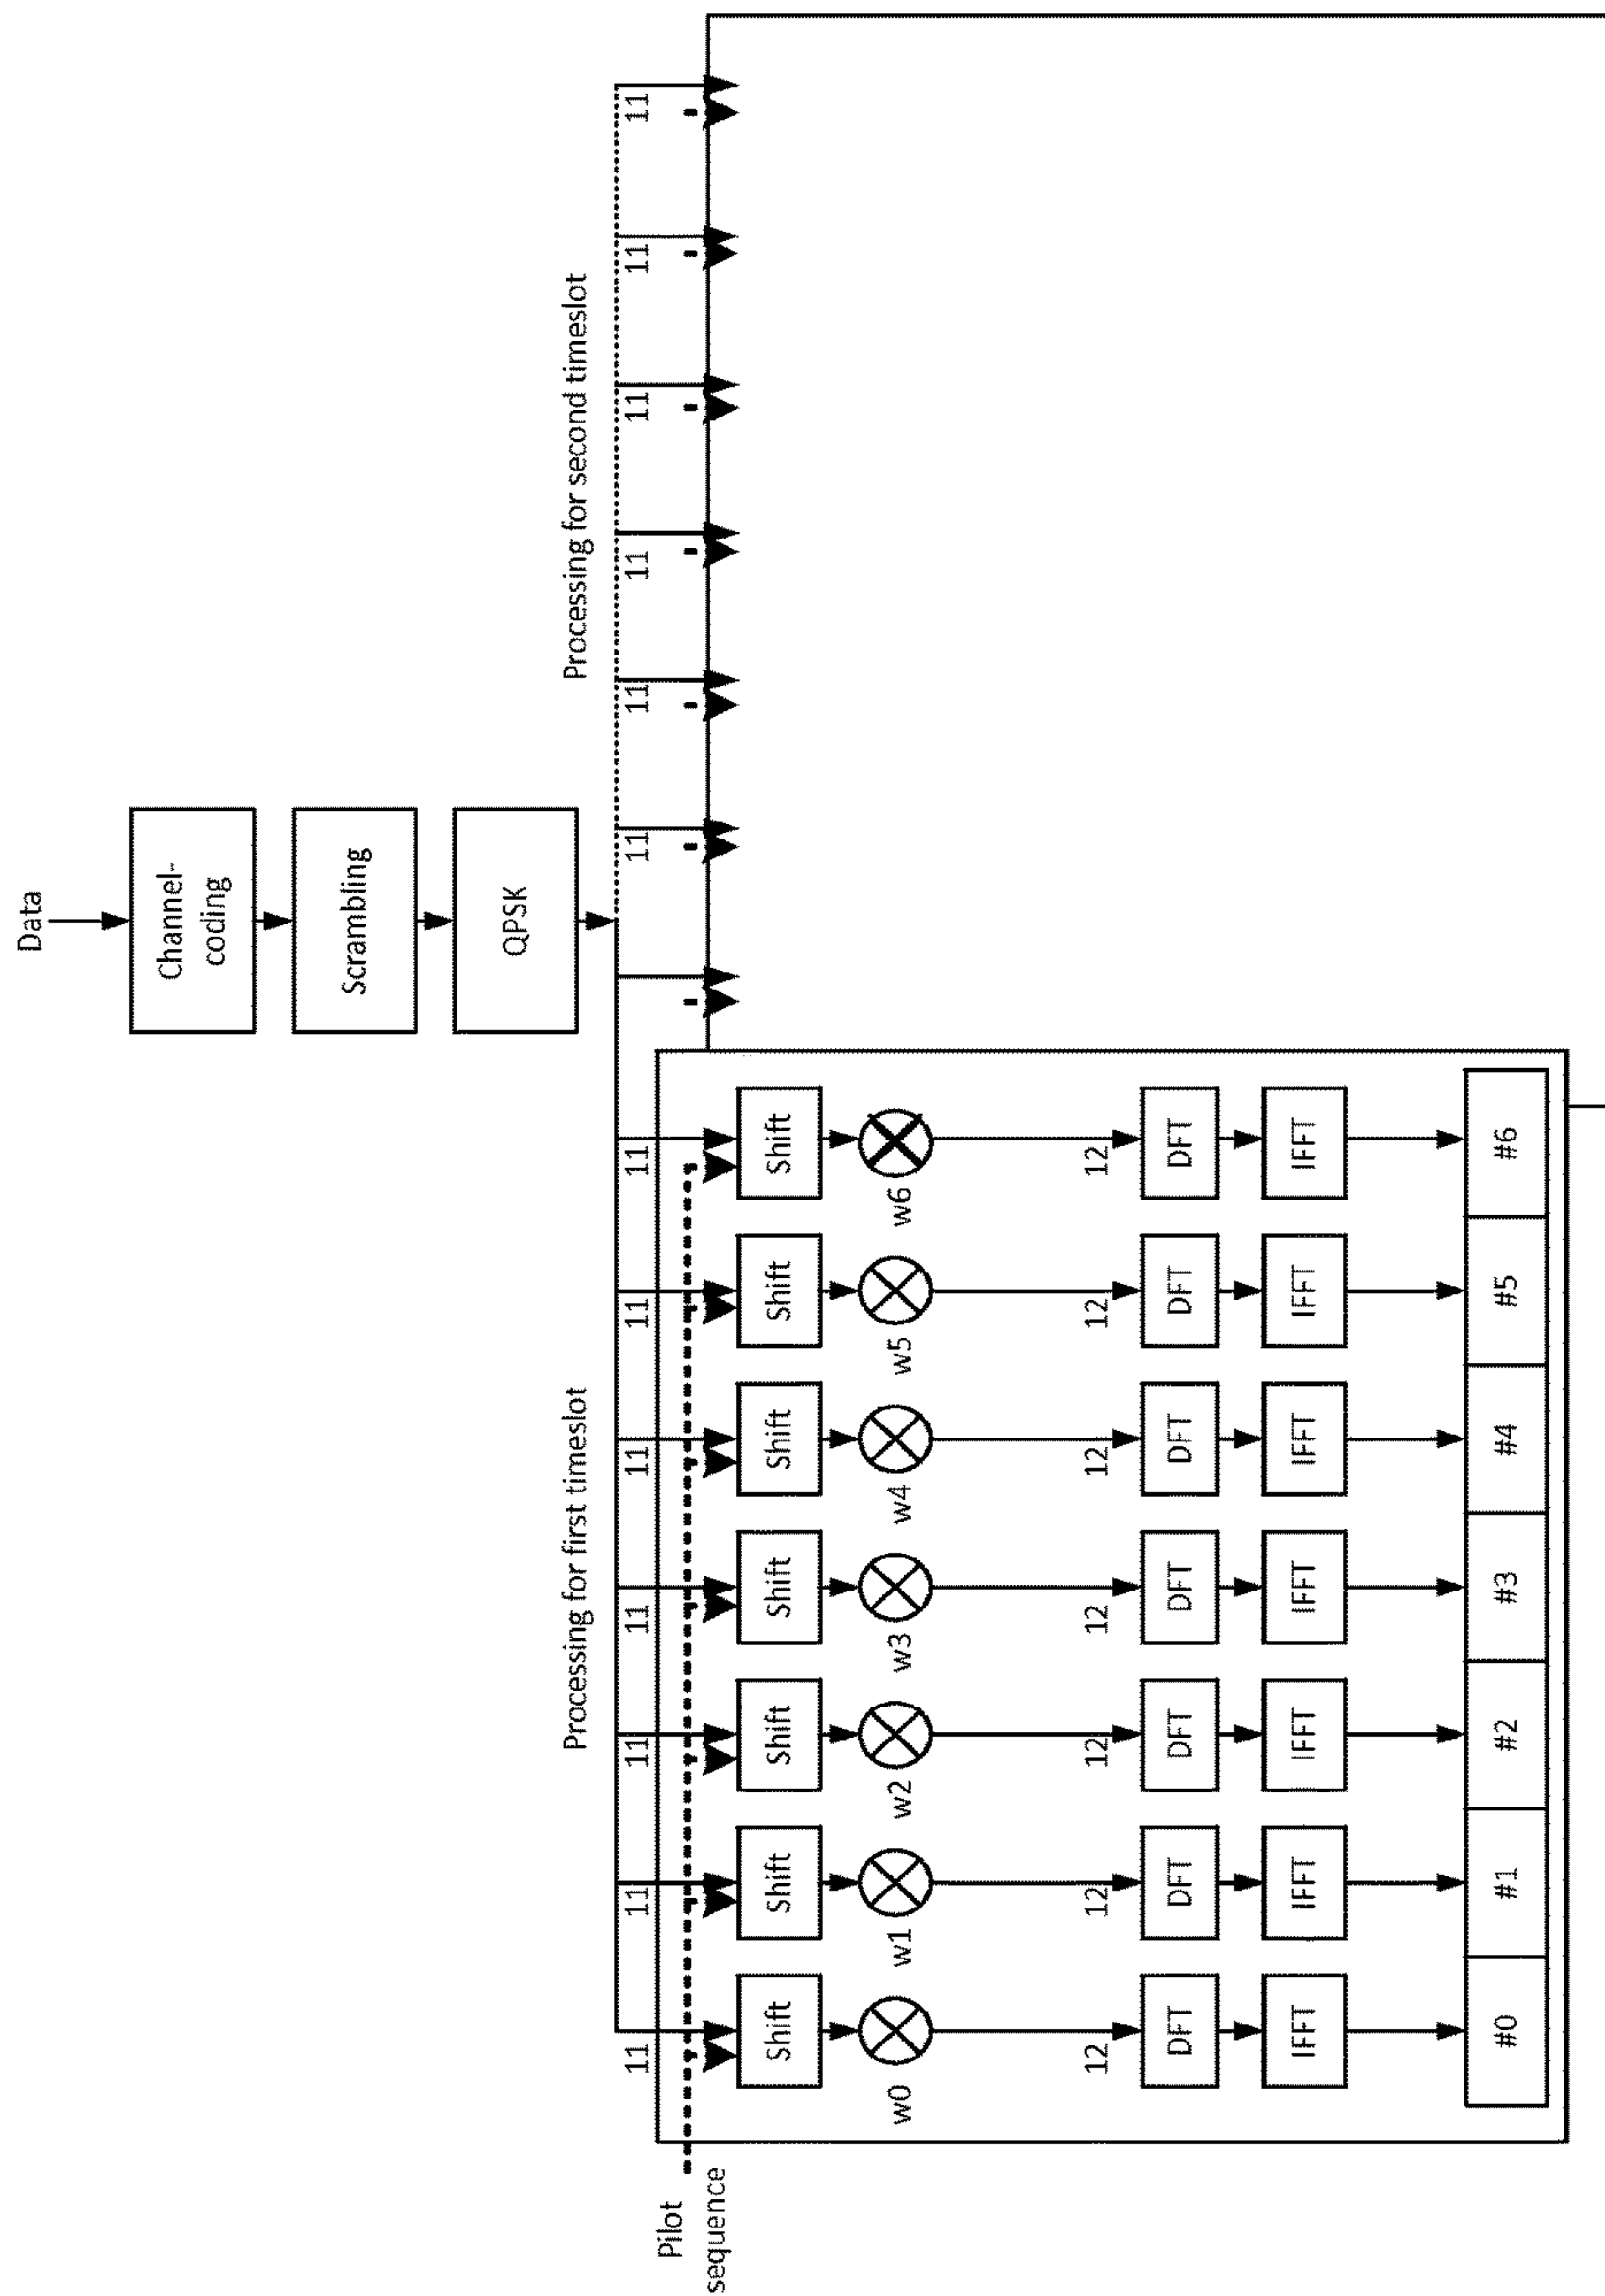 Data
Channel-
coding
Scrambling
QPSK
Processing for first timeslot
Processing for second timeslot
11 11 11 11 11 11 11 11 11 11 11 11 11
Pilot
sequence
Shift Shift Shift Shift Shift Shift Shift
w0 w1 w2 w3 w4 w5 w6
12 12 12 12 12 12 12
DFT DFT DFT DFT DFT DFT DFT
IFFT IFFT IFFT IFFT IFFT IFFT IFFT
#0 #1 #2 #3 #4 #5 #6